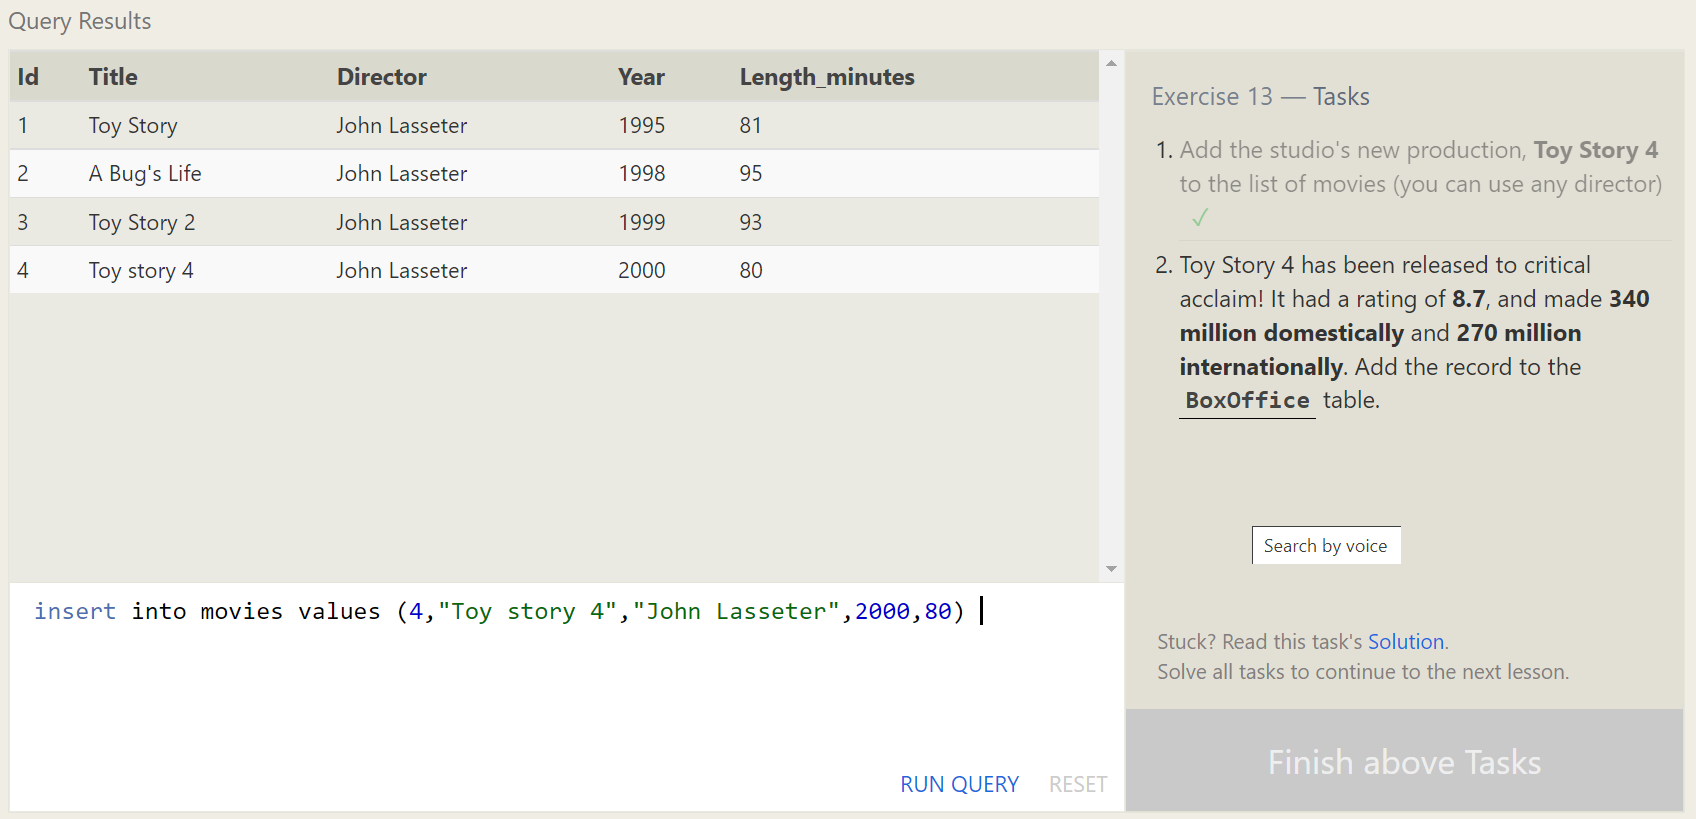 Query Results
Id Title Director Year Length_minutes
1 Toy Story John Lasseter 1995 81
2 A Bug's Life John Lasseter 1998 95
3 Toy Story 2 John Lasseter 1999 93
4 Toy story 4 John Lasseter 2000 80
insert into movies values (4,"Toy story 4","John Lasseter",2000,80)
RUN QUERY RESET
Exercise 13 — Tasks
1. Add the studio's new production, Toy Story 4
to the list of movies (you can use any director)
✓
2. Toy Story 4 has been released to critical
acclaim! It had a rating of 8.7, and made 340
million domestically and 270 million
internationally. Add the record to the
BoxOffice table.
Search by voice
Stuck? Read this task's Solution.
Solve all tasks to continue to the next lesson.
Finish above Tasks